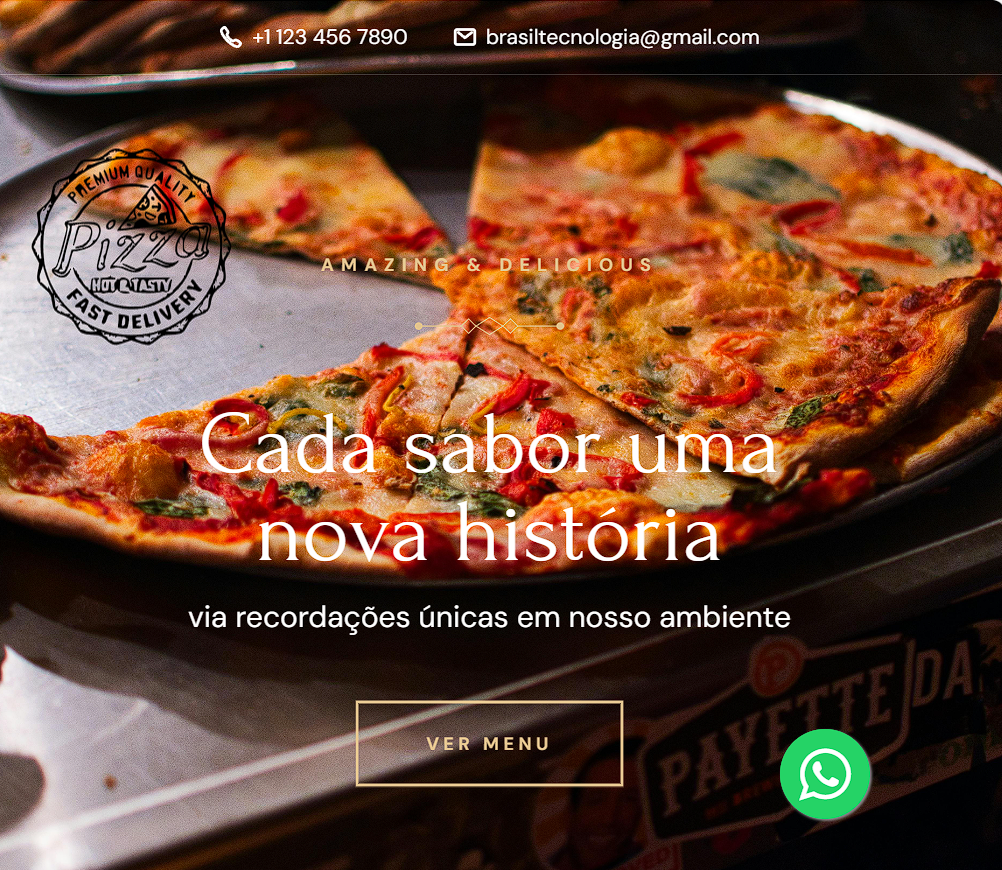 +1 123 456 7890 brasiltecnologia@gmail.com
PREMIUM QUALITY
Pizza
HOT & TASTY
FAST DELIVERY
AMAZING & DELICIOUS
Cada sabor uma
nova história
via recordações únicas em nosso ambiente
VER MENU
PAYETTE DA